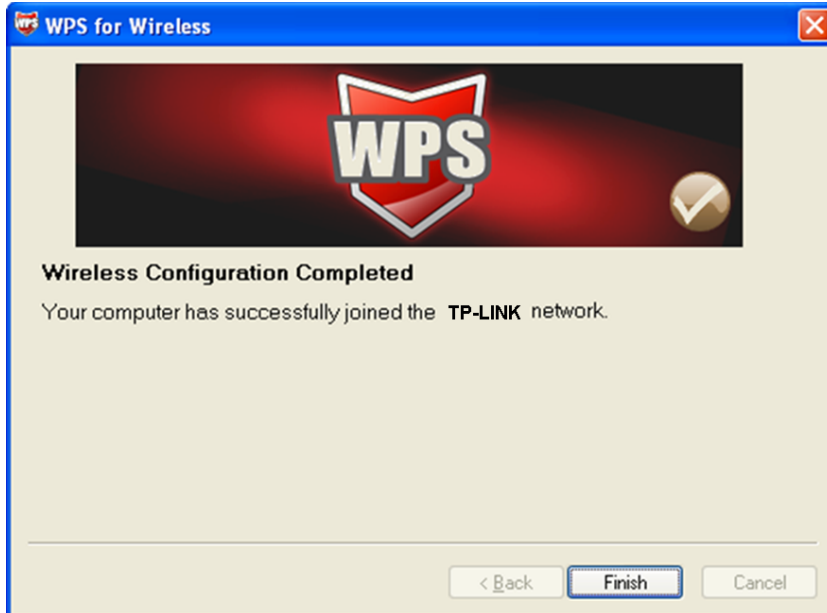 WPS for Wireless
WPS
Wireless Configuration Completed
Your computer has successfully joined the TP-LINK network.
< Back
Finish
Cancel